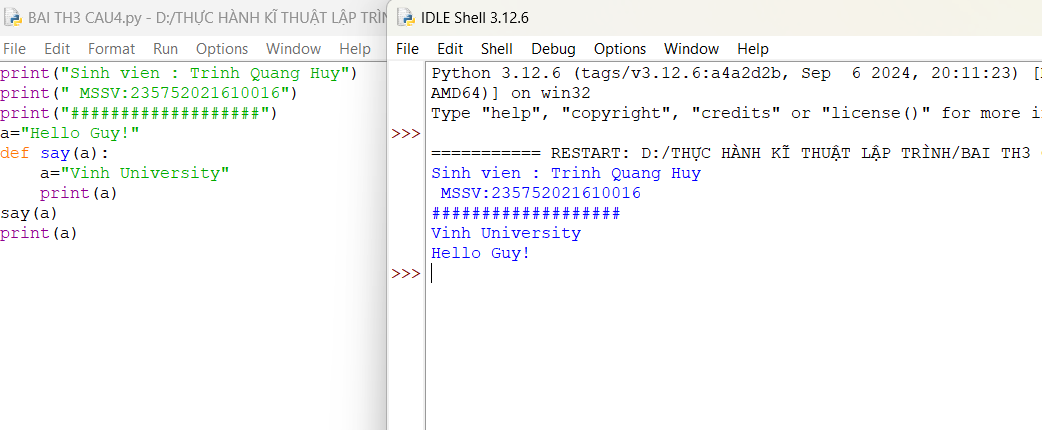 BAI TH3 CAU4.py - D:/THỰC HÀNH KĨ THUẬT LẬP TRÌN
File Edit Format Run Options Window Help
print("Sinh vien : Trinh Quang Huy")
print(" MSSV:235752021610016")
print("###################")
a="Hello Guy!"
def say(a):
    a="Vinh University"
    print(a)
say(a)
print(a)
IDLE Shell 3.12.6
File Edit Shell Debug Options Window Help
Python 3.12.6 (tags/v3.12.6:a4a2d2b, Sep  6 2024, 20:11:23) [
AMD64)] on win32
Type "help", "copyright", "credits" or "license()" for more i
>>>
=========== RESTART: D:/THỰC HÀNH KĨ THUẬT LẬP TRÌNH/BAI TH3
Sinh vien : Trinh Quang Huy
 MSSV:235752021610016
###################
Vinh University
Hello Guy!
>>>